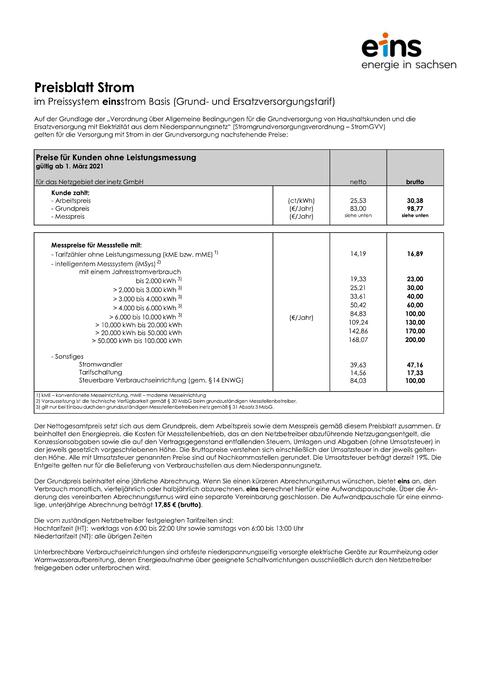 eins
energie in sachsen
Preisblatt Strom
im Preissystem einsstrom Basis (Grund- und Ersatzversorgungstarif)
Auf der Grundlage der „Verordnung über Allgemeine Bedingungen für die Grundversorgung von Haushaltskunden und die
Ersatzversorgung mit Elektrizität aus dem Niederspannungsnetz" (Stromgrundversorgungsverordnung – StromGVV)
gelten für die Versorgung mit Strom in der Grundversorgung nachstehende Preise:
Preise für Kunden ohne Leistungsmessung
gültig ab 1. März 2021
für das Netzgebiet der inetz GmbH netto brutto
Kunde zahlt:
- Arbeitspreis (ct/kWh) 25,53 30,38
- Grundpreis (€/Jahr) 83,00 98,77
- Messpreis (€/Jahr) siehe unten siehe unten
Messpreise für Messstelle mit:
- Tarifzähler ohne Leistungsmessung (kME bzw. mME) 1) 14,19 16,89
- intelligentem Messsystem (iMSys) 2)
mit einem Jahresstromverbrauch
bis 2.000 kWh 3) 19,33 23,00
> 2.000 bis 3.000 kWh 3) 25,21 30,00
> 3.000 bis 4.000 kWh 3) 33,61 40,00
> 4.000 bis 6.000 kWh 3) 50,42 60,00
> 6.000 bis 10.000 kWh 3) (€/Jahr) 84,83 100,00
> 10.000 kWh bis 20.000 kWh 109,24 130,00
> 20.000 kWh bis 50.000 kWh 142,86 170,00
> 50.000 kWh bis 100.000 kWh 168,07 200,00
- Sonstiges
Stromwandler 39,63 47,16
Tarifschaltung 14,56 17,33
Steuerbare Verbrauchseinrichtung (gem. §14 ENWG) 84,03 100,00
1) kME – konventionelle Messeinrichtung, mME – moderne Messeinrichtung
2) Voraussetzung ist die technische Verfügbarkeit gemäß § 30 MsbG beim grundzuständigen Messstellenbetreiber.
3) gilt nur bei Einbau durch den grundzuständigen Messstellenbetreiber inetz gemäß § 31 Absatz 3 MsbG.
Der Nettogesamtpreis setzt sich aus dem Grundpreis, dem Arbeitspreis sowie dem Messpreis gemäß diesem Preisblatt zusammen. Er
beinhaltet den Energiepreis, die Kosten für Messstellenbetrieb, das an den Netzbetreiber abzuführende Netzzugangsentgelt, die
Konzessionsabgaben sowie die auf den Vertragsgegenstand entfallenden Steuern, Umlagen und Abgaben (ohne Umsatzsteuer) in
der jeweils gesetzlich vorgeschriebenen Höhe. Die Bruttopreise verstehen sich einschließlich der Umsatzsteuer in der jeweils gelten-
den Höhe. Alle mit Umsatzsteuer genannten Preise sind auf Nachkommastellen gerundet. Die Umsatzsteuer beträgt derzeit 19%. Die
Entgelte gelten nur für die Belieferung von Verbrauchsstellen aus dem Niederspannungsnetz.
Der Grundpreis beinhaltet eine jährliche Abrechnung. Wenn Sie einen kürzeren Abrechnungsturnus wünschen, bietet eins an, den
Verbrauch monatlich, vierteljährlich oder halbjährlich abzurechnen. eins berechnet hierfür eine Aufwandspauschale. Über die Än-
derung des vereinbarten Abrechnungsturnus wird eine separate Vereinbarung geschlossen. Die Aufwandpauschale für eine einma-
lige, unterjährige Abrechnung beträgt 17,85 € (brutto).
Die vom zuständigen Netzbetreiber festgelegten Tarifzeiten sind:
Hochtarifzeit (HT): werktags von 6:00 bis 22:00 Uhr sowie samstags von 6:00 bis 13:00 Uhr
Niedertarifzeit (NT): alle übrigen Zeiten
Unterbrechbare Verbrauchseinrichtungen sind ortsfeste niederspannungsseitig versorgte elektrische Geräte zur Raumheizung oder
Warmwasseraufbereitung, deren Energieaufnahme über geeignete Schaltvorrichtungen ausschließlich durch den Netzbetreiber
freigegeben oder unterbrochen wird.